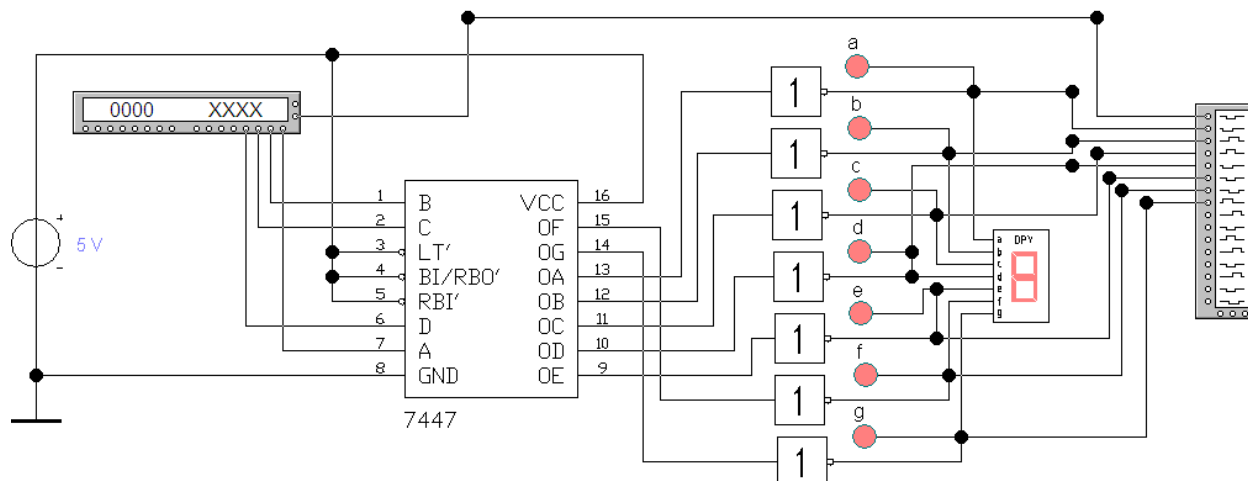 a
0000 XXXX
1
b
1
c
1 B VCC 16
1
2 C OF 15
3 LT' OG 14
d
5 V
4 BI/RBO' OA 13
1
a DPY
b
c
d
e
f
g
5 RBI' OB 12
e
6 D OC 11
1
7 A OD 10
f
8 GND OE 9
1
7447
g
1